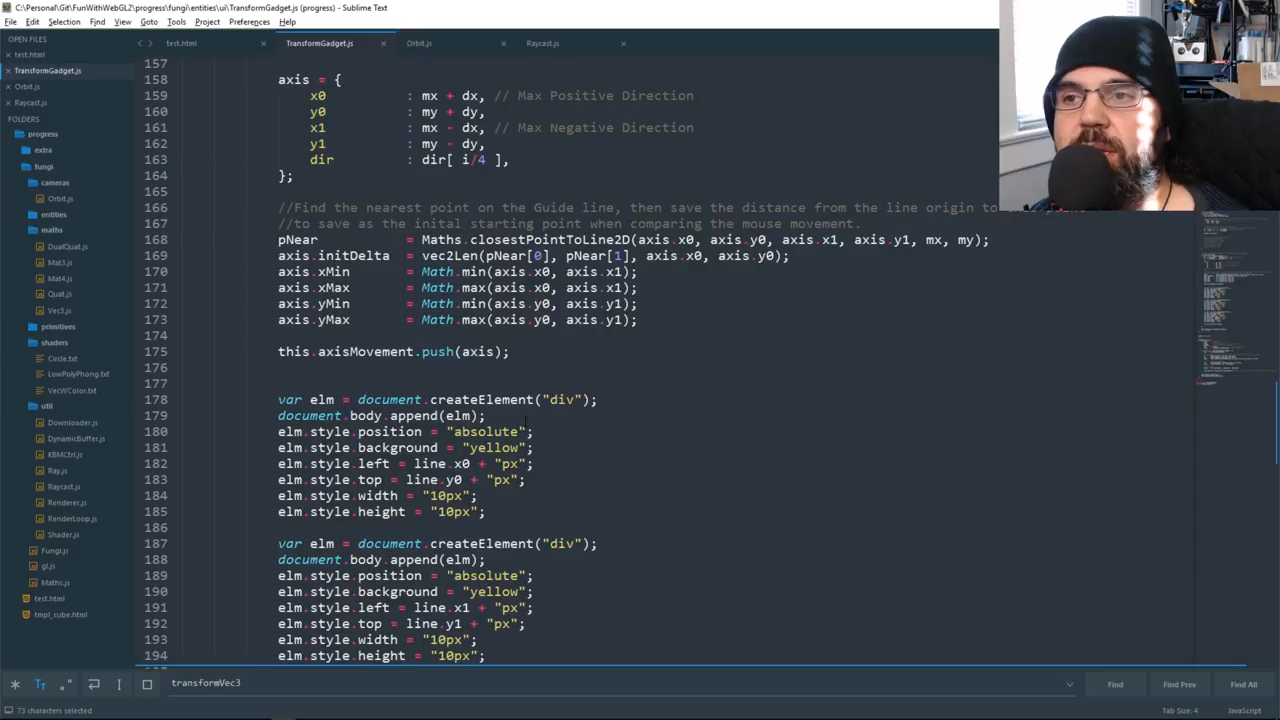 C:\Personal\Git\FunWithWebGL2\progress\fungi\entities\ui\TransformGadget.js (progress) - Sublime Text
File Edit Selection Find View Goto Tools Project Preferences Help
OPEN FILES
test.html
TransformGadget.js
Orbit.js
Raycast.js
FOLDERS
progress
extra
fungi
cameras
Orbit.js
entities
maths
DualQuat.js
Mat3.js
Mat4.js
Quat.js
Vec3.js
primitives
shaders
Circle.txt
LowPolyPhong.txt
VecWColor.txt
util
Downloader.js
DynamicBuffer.js
KBMCtrl.js
Ray.js
Raycast.js
Renderer.js
RenderLoop.js
Shader.js
Fungi.js
gl.js
Maths.js
test.html
tmpl_cube.html
test.html × TransformGadget.js × Orbit.js × Raycast.js ×
157
158 axis = {
159 x0 : mx + dx, // Max Positive Direction
160 y0 : my + dy,
161 x1 : mx - dx, // Max Negative Direction
162 y1 : my - dy,
163 dir : dir[ i/4 ],
164 };
165
166 //Find the nearest point on the Guide line, then save the distance from the line origin to
167 //to save as the inital starting point when comparing the mouse movement.
168 pNear = Maths.closestPointToLine2D(axis.x0, axis.y0, axis.x1, axis.y1, mx, my);
169 axis.initDelta = vec2Len(pNear[0], pNear[1], axis.x0, axis.y0);
170 axis.xMin = Math.min(axis.x0, axis.x1);
171 axis.xMax = Math.max(axis.x0, axis.x1);
172 axis.yMin = Math.min(axis.y0, axis.y1);
173 axis.yMax = Math.max(axis.y0, axis.y1);
174
175 this.axisMovement.push(axis);
176
177
178 var elm = document.createElement("div");
179 document.body.append(elm);
180 elm.style.position = "absolute";
181 elm.style.background = "yellow";
182 elm.style.left = line.x0 + "px";
183 elm.style.top = line.y0 + "px";
184 elm.style.width = "10px";
185 elm.style.height = "10px";
186
187 var elm = document.createElement("div");
188 document.body.append(elm);
189 elm.style.position = "absolute";
190 elm.style.background = "yellow";
191 elm.style.left = line.x1 + "px";
192 elm.style.top = line.y1 + "px";
193 elm.style.width = "10px";
194 elm.style.height = "10px";
transformVec3
Find Find Prev Find All
73 characters selected
Tab Size: 4 JavaScript